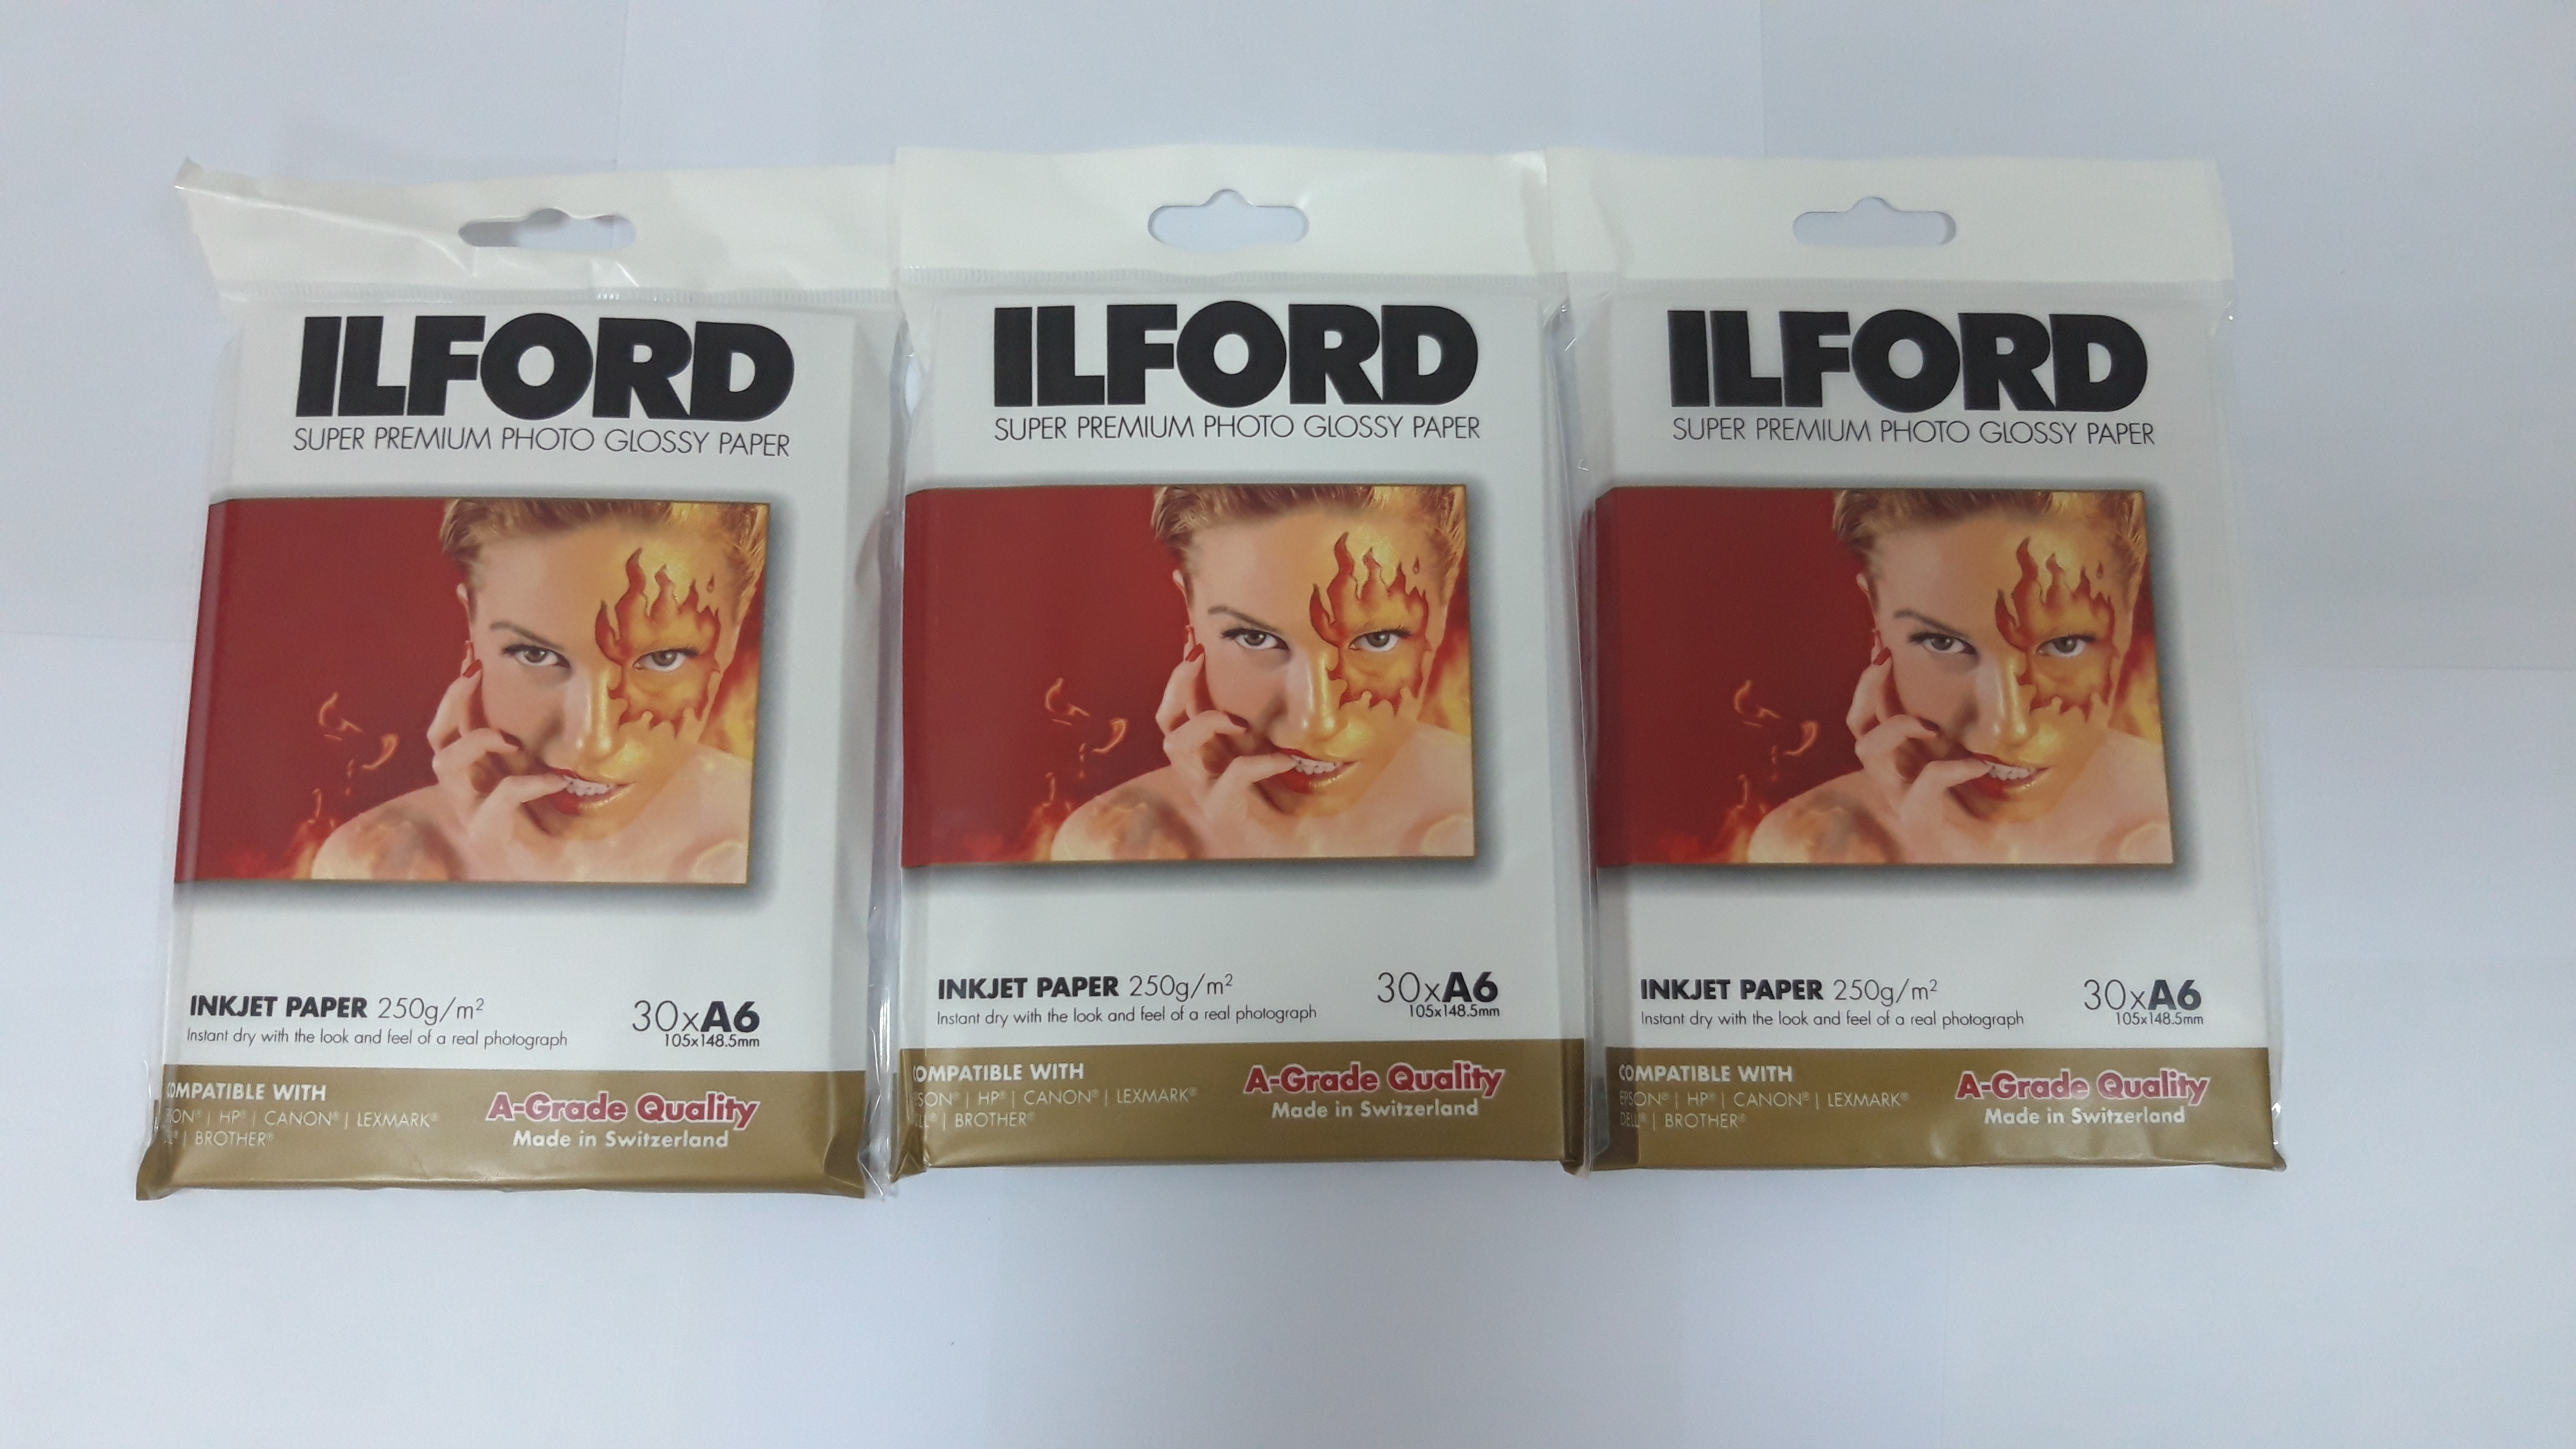 ILFORD
SUPER PREMIUM PHOTO GLOSSY PAPER
INKJET PAPER 250g/m²
Instant dry with the look and feel of a real photograph
30xA6
105x148.5mm
OMPATIBLE WITH
SON® | HP® | CANON® | LEXMARK®
| BROTHER®
A-Grade Quality
Made in Switzerland
ILFORD
SUPER PREMIUM PHOTO GLOSSY PAPER
INKJET PAPER 250g/m²
Instant dry with the look and feel of a real photograph
30xA6
105x148.5mm
COMPATIBLE WITH
PSON® | HP® | CANON® | LEXMARK®
ELL® | BROTHER®
A-Grade Quality
Made in Switzerland
ILFORD
SUPER PREMIUM PHOTO GLOSSY PAPER
INKJET PAPER 250g/m²
Instant dry with the look and feel of a real photograph
30xA6
105x148.5mm
COMPATIBLE WITH
EPSON® | HP® | CANON® | LEXMARK®
DELL® | BROTHER®
A-Grade Quality
Made in Switzerland